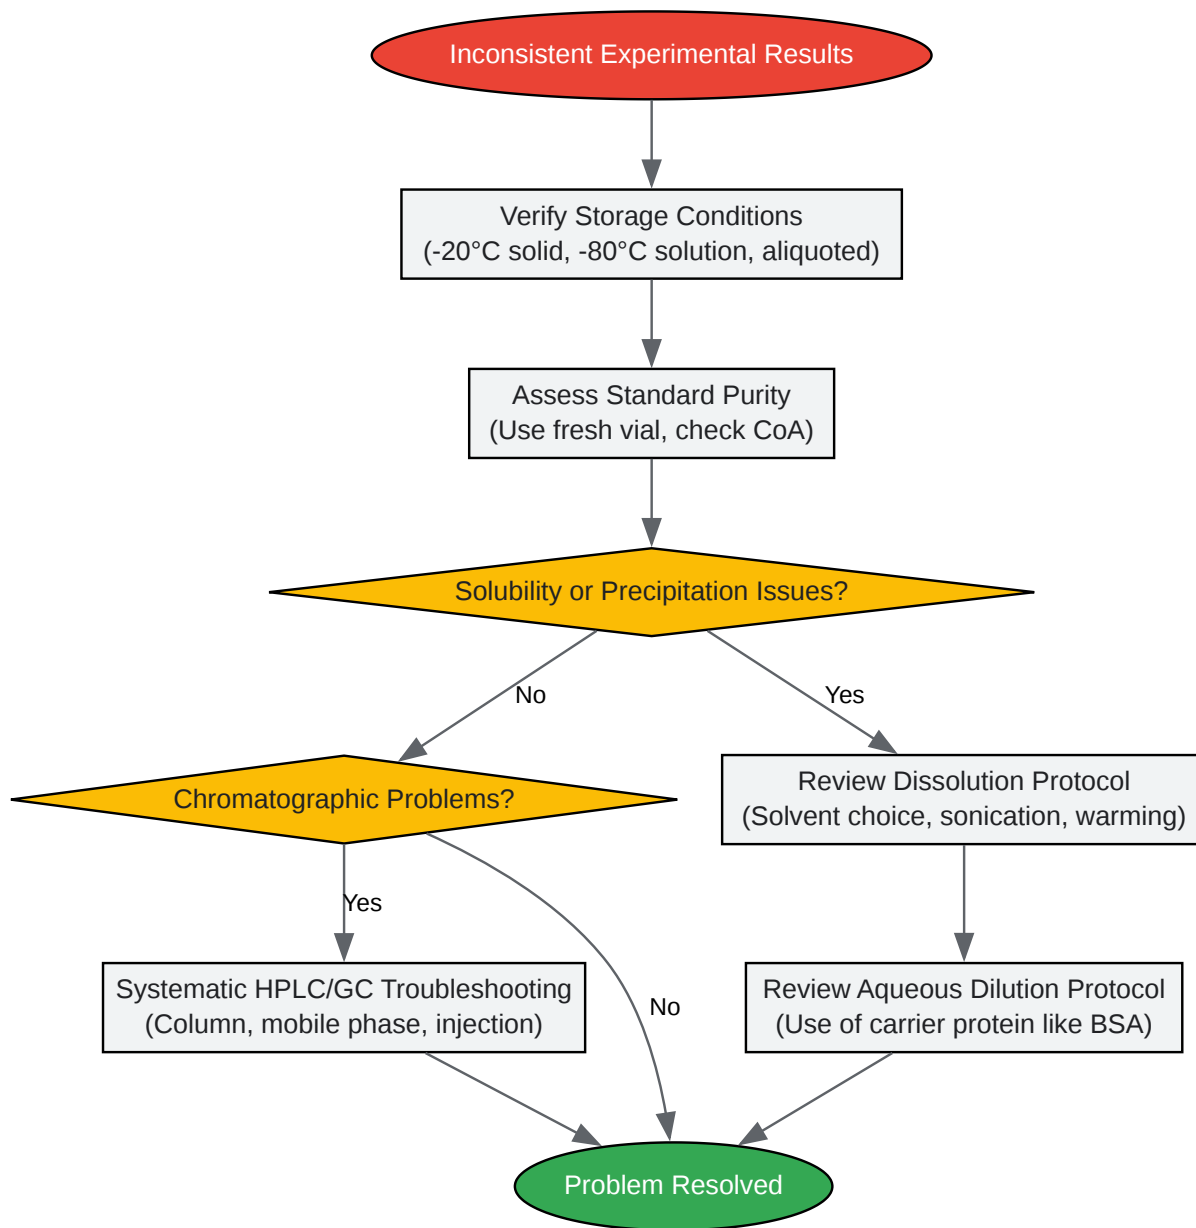 Inconsistent Experimental Results
Verify Storage Conditions
(-20°C solid, -80°C solution, aliquoted)
Assess Standard Purity
(Use fresh vial, check CoA)
Solubility or Precipitation Issues?
No
Yes
Chromatographic Problems?
Review Dissolution Protocol
(Solvent choice, sonication, warming)
Yes
No
Systematic HPLC/GC Troubleshooting
(Column, mobile phase, injection)
Review Aqueous Dilution Protocol
(Use of carrier protein like BSA)
Problem Resolved